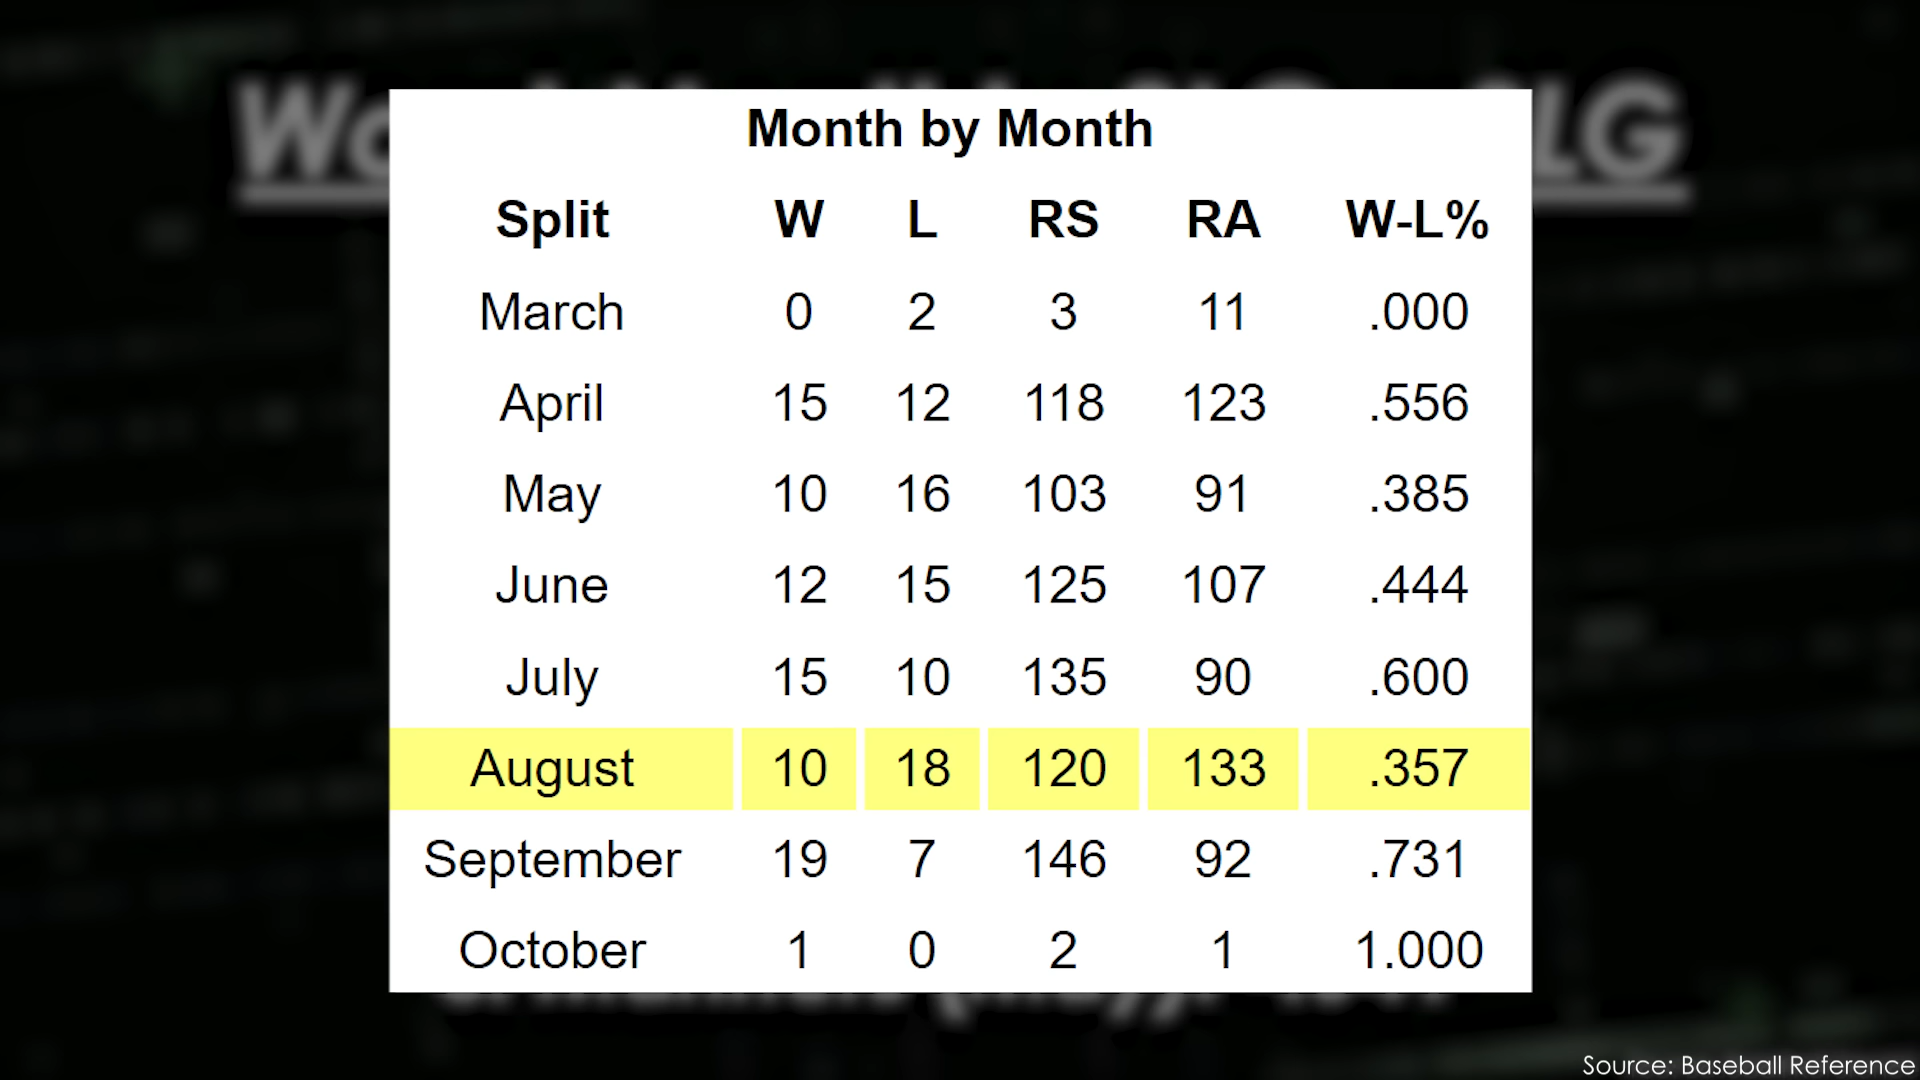 Month by Month
Split W L RS RA W-L%
March 0 2 3 11 .000
April 15 12 118 123 .556
May 10 16 103 91 .385
June 12 15 125 107 .444
July 15 10 135 90 .600
August 10 18 120 133 .357
September 19 7 146 92 .731
October 1 0 2 1 1.000
Source: Baseball Reference